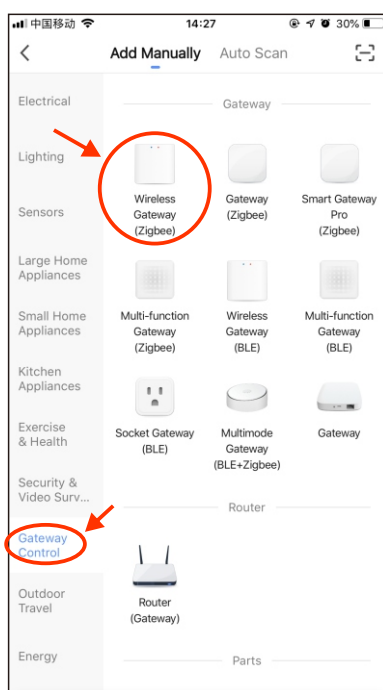 中国移动 14:27 30%
Add Manually Auto Scan
Electrical
Lighting
Sensors
Large Home
Appliances
Small Home
Appliances
Kitchen
Appliances
Exercise
& Health
Security &
Video Surv...
Gateway
Control
Outdoor
Travel
Energy
Gateway
Wireless
Gateway
(Zigbee)
Gateway
(Zigbee)
Smart Gateway
Pro
(Zigbee)
Multi-function
Gateway
(Zigbee)
Wireless
Gateway
(BLE)
Multi-function
Gateway
(BLE)
Socket Gateway
(BLE)
Multimode
Gateway
(BLE+Zigbee)
Gateway
Router
Router
(Gateway)
Parts